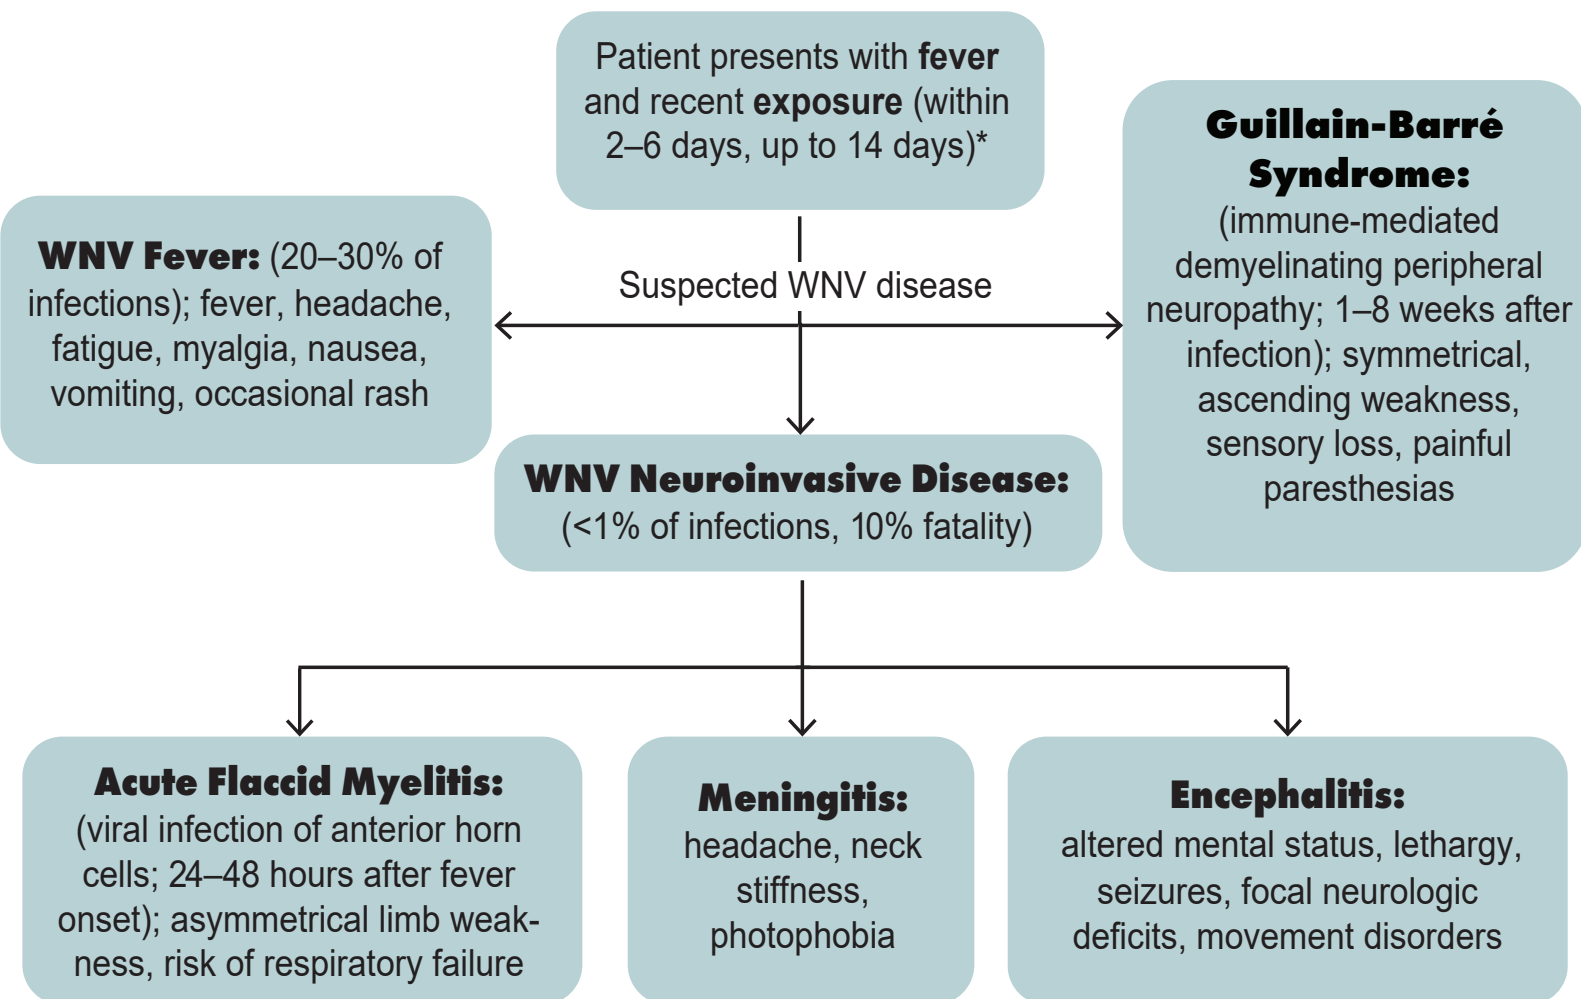 Patient presents with fever
and recent exposure (within
2–6 days, up to 14 days)*
Suspected WNV disease
WNV Fever: (20–30% of
infections); fever, headache,
fatigue, myalgia, nausea,
vomiting, occasional rash
Guillain-Barré
Syndrome:
(immune-mediated
demyelinating peripheral
neuropathy; 1–8 weeks after
infection); symmetrical,
ascending weakness,
sensory loss, painful
paresthesias
WNV Neuroinvasive Disease:
(<1% of infections, 10% fatality)
Acute Flaccid Myelitis:
(viral infection of anterior horn
cells; 24–48 hours after fever
onset); asymmetrical limb weak-
ness, risk of respiratory failure
Meningitis:
headache, neck
stiffness,
photophobia
Encephalitis:
altered mental status, lethargy,
seizures, focal neurologic
deficits, movement disorders